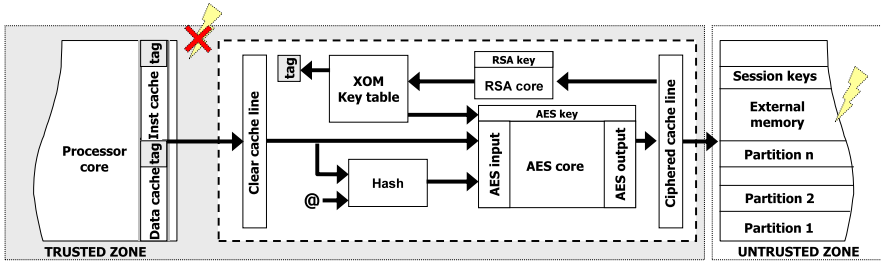 Processor
core
Data cache
tag
Inst cache
tag
TRUSTED ZONE
Clear cache line
tag
XOM
Key table
RSA key
RSA core
AES key
AES input
AES core
AES output
@
Hash
Ciphered cache line
Session keys
External
memory
Partition n
Partition 2
Partition 1
UNTRUSTED ZONE